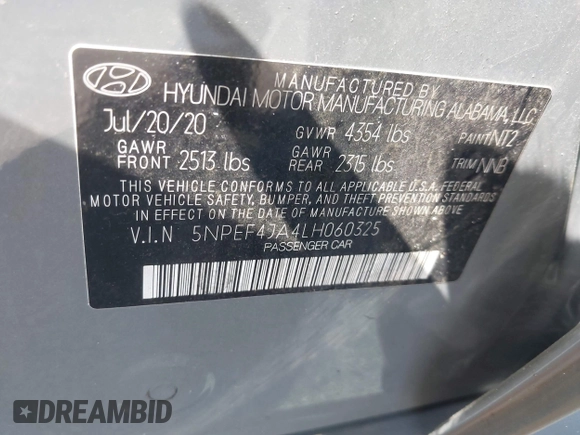 MANUFACTURED BY
HYUNDAI MOTOR MANUFACTURING ALABAMA, LLC
Jul/20/20 GVWR 4354 lbs PAINT NT2
GAWR FRONT 2513 lbs GAWR REAR 2315 lbs TRIM NNB
THIS VEHICLE CONFORMS TO ALL APPLICABLE U.S.A. FEDERAL
MOTOR VEHICLE SAFETY, BUMPER, AND THEFT PREVENTION STANDARDS
IN EFFECT ON THE DATE OF MANUFACTURE SHOWN ABOVE.
V.I.N 5NPEF4JA4LH060325
PASSENGER CAR
DREAMBID